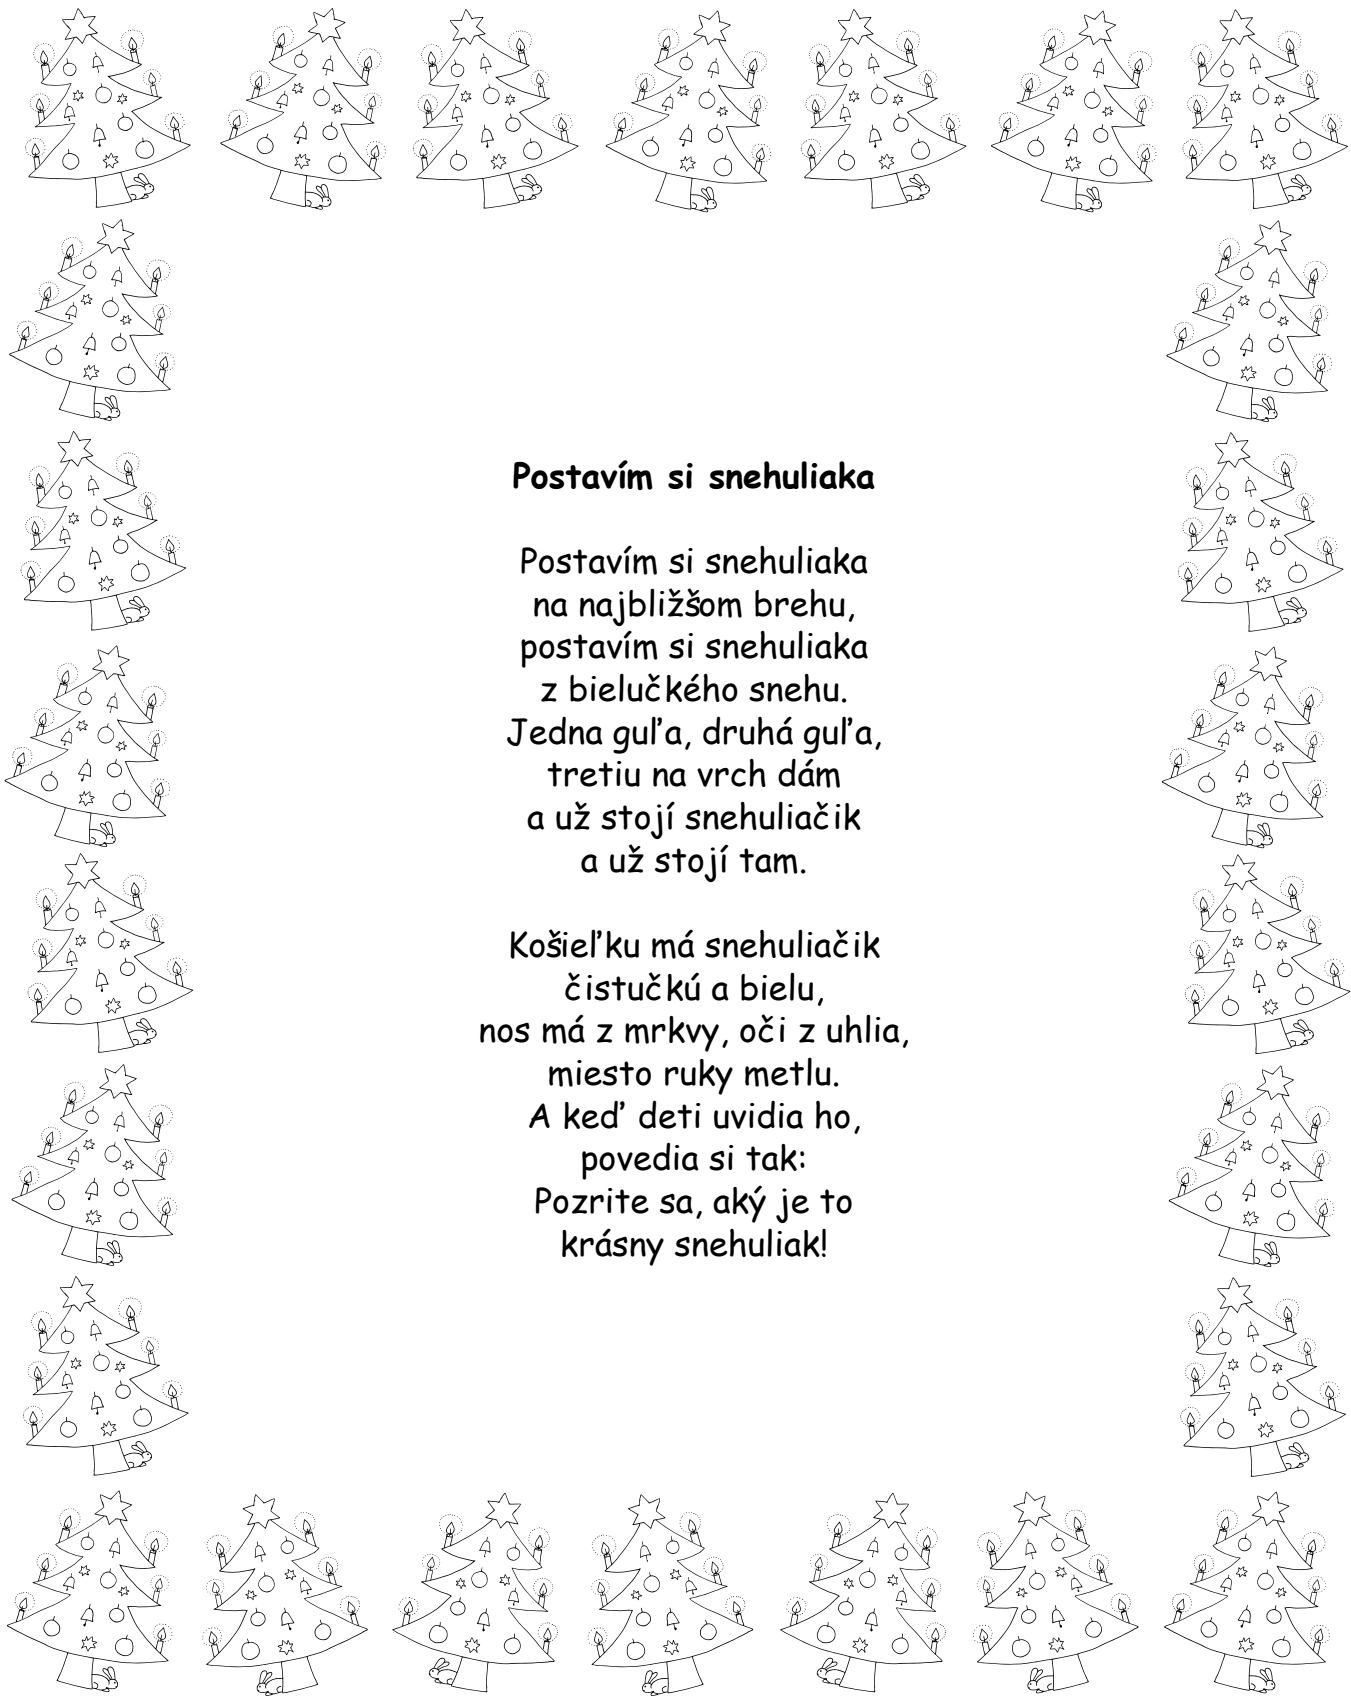 Postavím si snehuliaka
Postavím si snehuliaka
na najbližšom brehu,
postavím si snehuliaka
z bielučkého snehu.
Jedna guľa, druhá guľa,
tretiu na vrch dám
a už stojí snehuliačik
a už stojí tam.
Košieľku má snehuliačik
čistučkú a bielu,
nos má z mrkvy, oči z uhlia,
miesto ruky metlu.
A keď deti uvidia ho,
povedia si tak:
Pozrite sa, aký je to
krásny snehuliak!